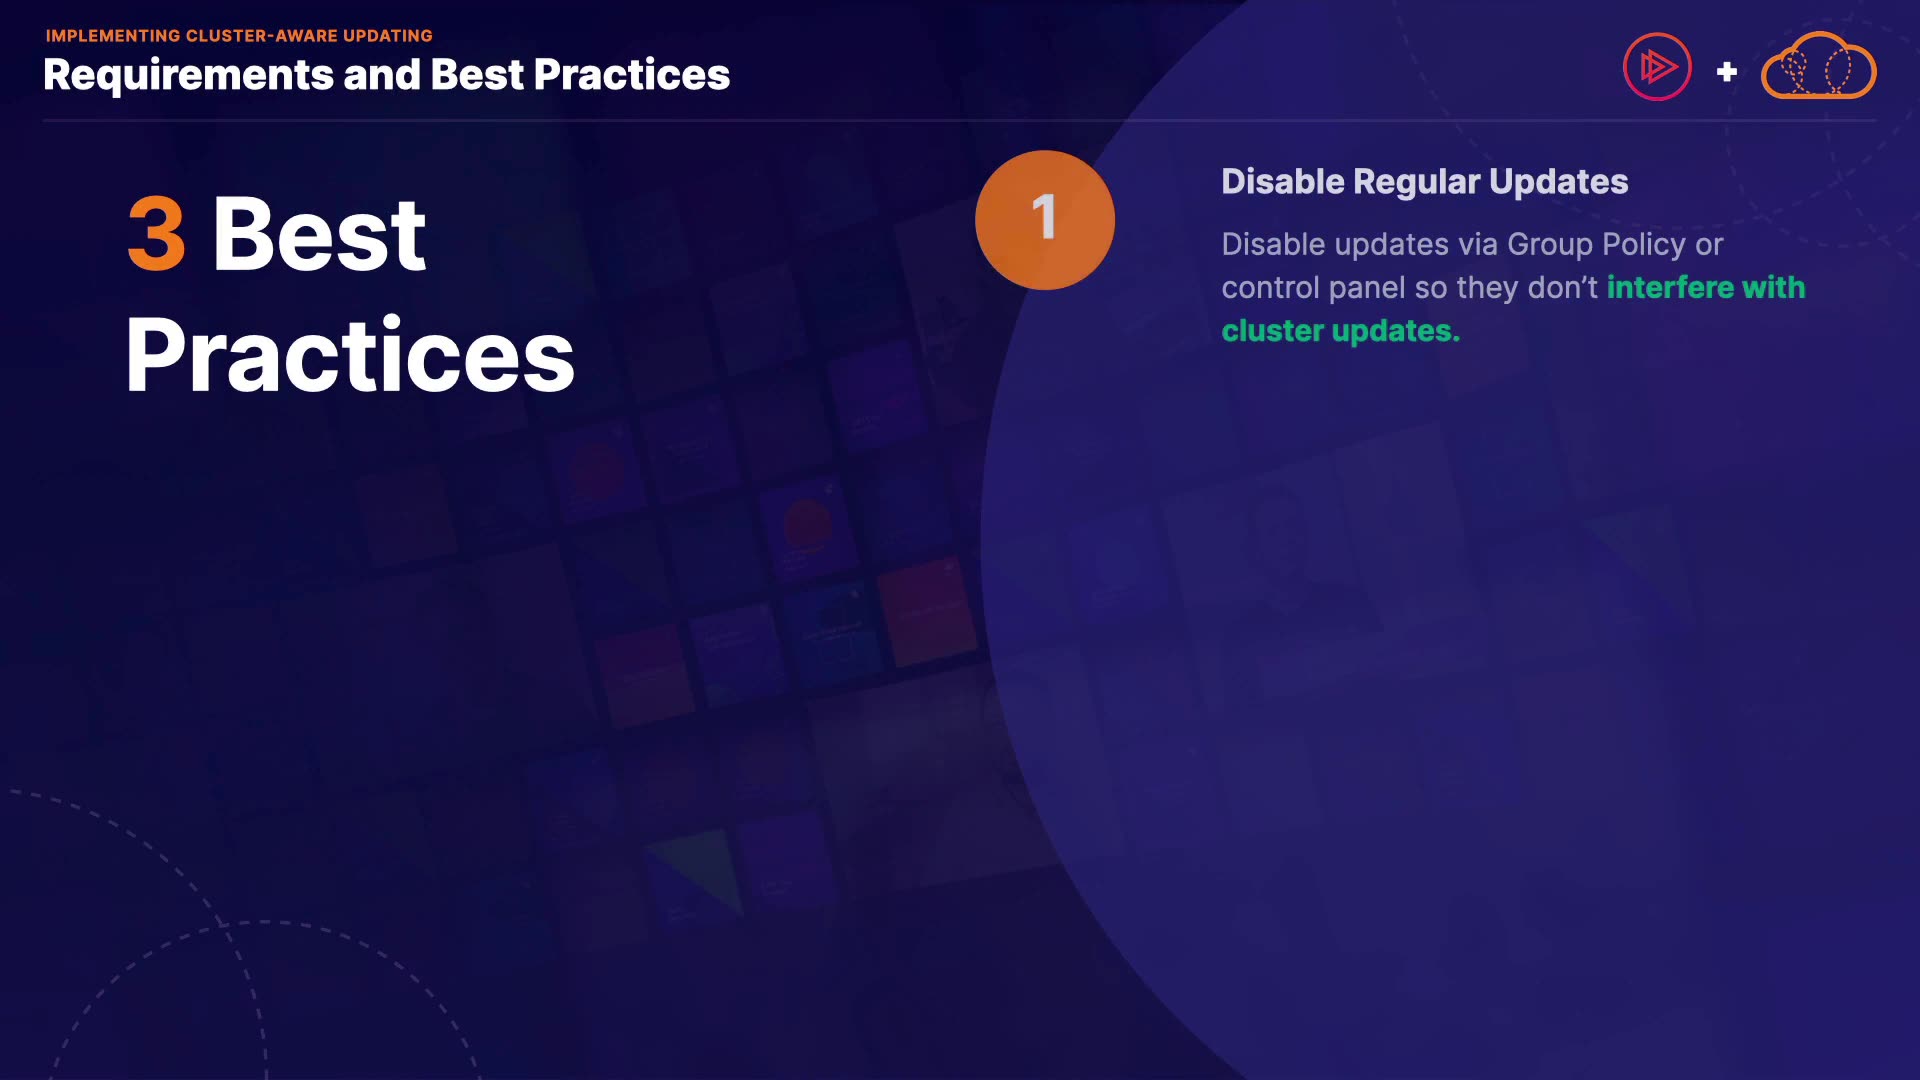 IMPLEMENTING CLUSTER-AWARE UPDATING
Requirements and Best Practices
3 Best
Practices
1
Disable Regular Updates
Disable updates via Group Policy or
control panel so they don’t interfere with
cluster updates.